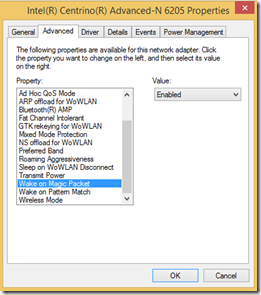 Intel(R) Centrino(R) Advanced-N 6205 Properties
General
Advanced
Driver
Details
Events
Power Management
The following properties are available for this network adapter. Click
the property you want to change on the left, and then select its value
on the right.
Property:
Value:
Ad Hoc QoS Mode
ARP offload for WoWLAN
Bluetooth(R) AMP
Fat Channel Intolerant
GTK rekeying for WoWLAN
Mixed Mode Protection
NS offload for WoWLAN
Preferred Band
Roaming Aggressiveness
Sleep on WoWLAN Disconnect
Transmit Power
Wake on Magic Packet
Wake on Pattern Match
Wireless Mode
Enabled
OK
Cancel